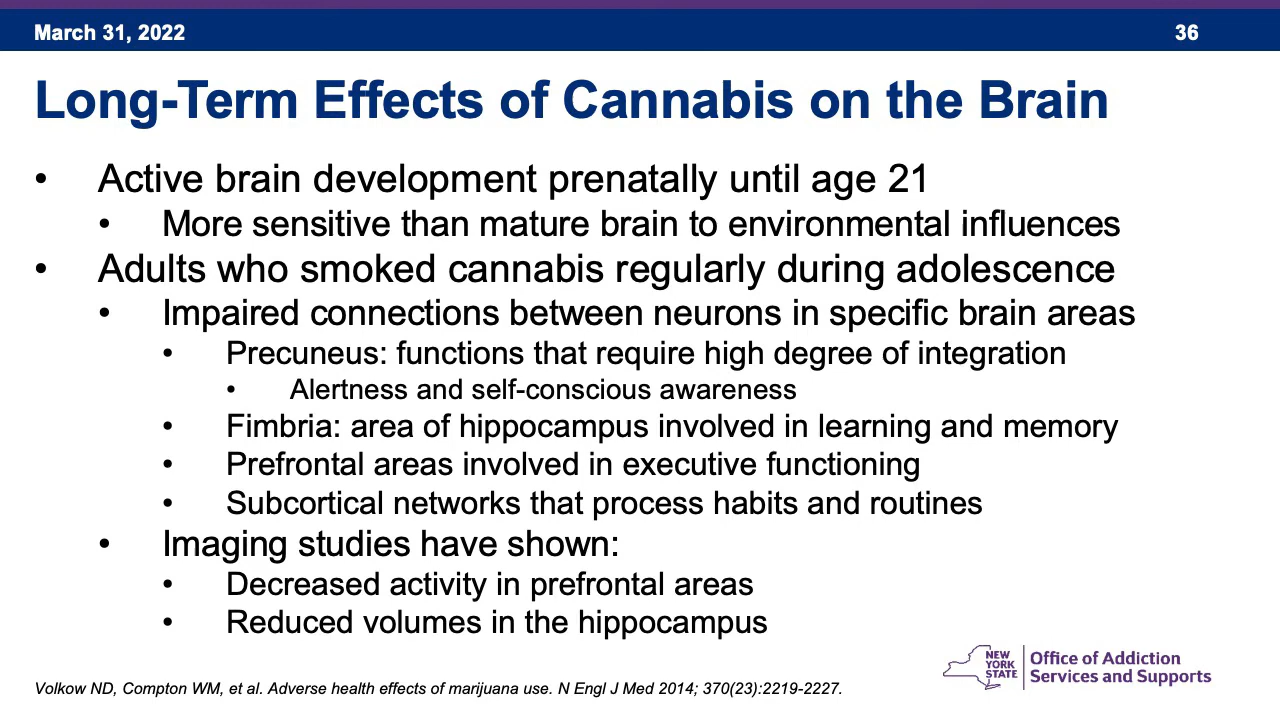 March 31, 2022
36
Long-Term Effects of Cannabis on the Brain
• Active brain development prenatally until age 21
• More sensitive than mature brain to environmental influences
• Adults who smoked cannabis regularly during adolescence
• Impaired connections between neurons in specific brain areas
• Precuneus: functions that require high degree of integration
• Alertness and self-conscious awareness
• Fimbria: area of hippocampus involved in learning and memory
• Prefrontal areas involved in executive functioning
• Subcortical networks that process habits and routines
• Imaging studies have shown:
• Decreased activity in prefrontal areas
• Reduced volumes in the hippocampus
Volkow ND, Compton WM, et al. Adverse health effects of marijuana use. N Engl J Med 2014; 370(23):2219-2227.
NEW
YORK
STATE
Office of Addiction
Services and Supports